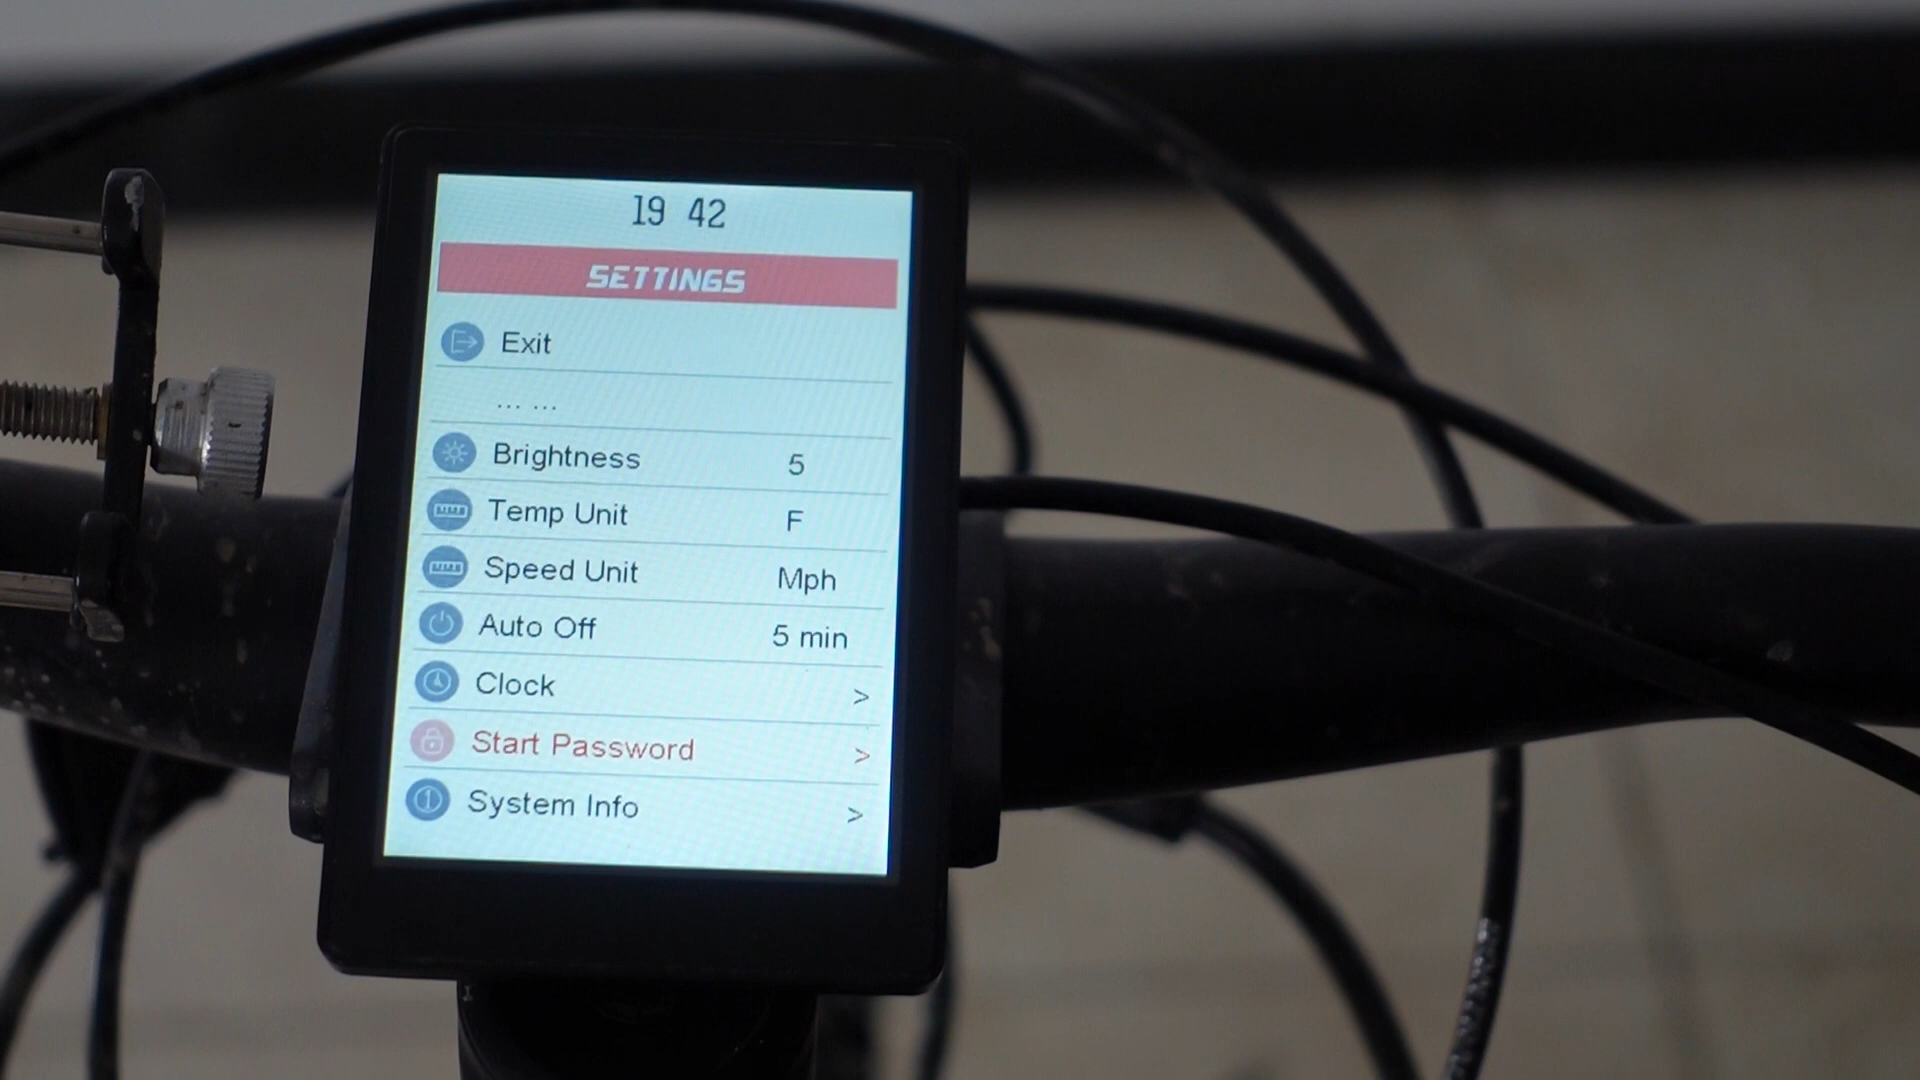 19 42
SETTINGS
Exit
... ...
Brightness 5
Temp Unit F
Speed Unit Mph
Auto Off 5 min
Clock >
Start Password >
System Info >